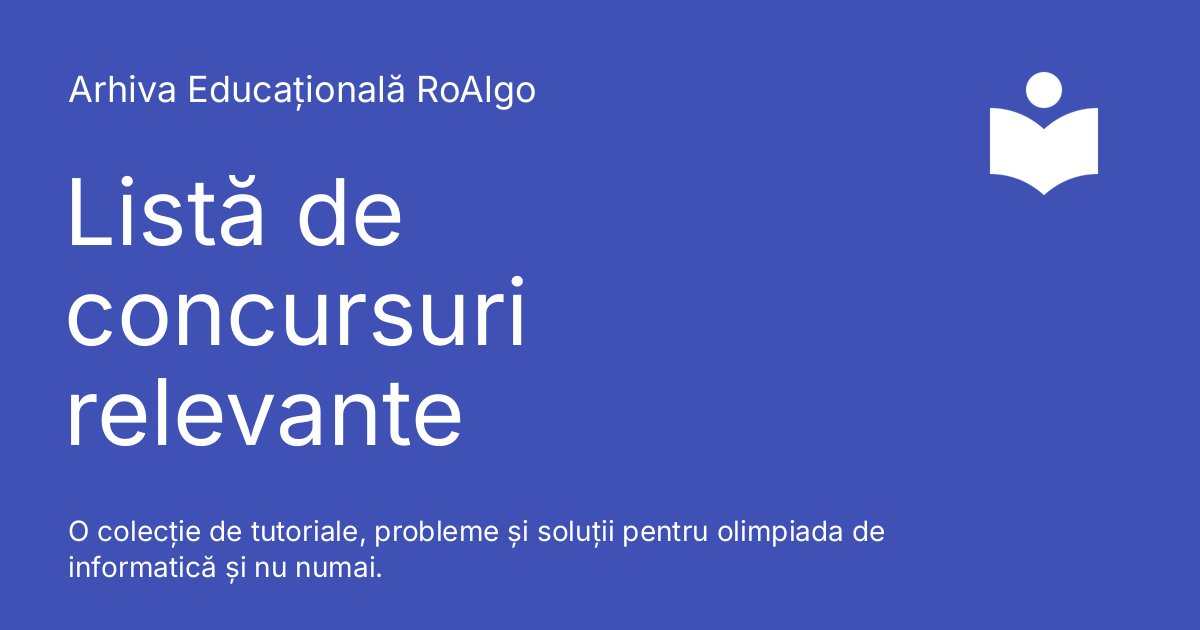 Arhiva Educațională RoAlgo
Listă de
concursuri
relevante
O colecție de tutoriale, probleme și soluții pentru olimpiada de
informatică și nu numai.